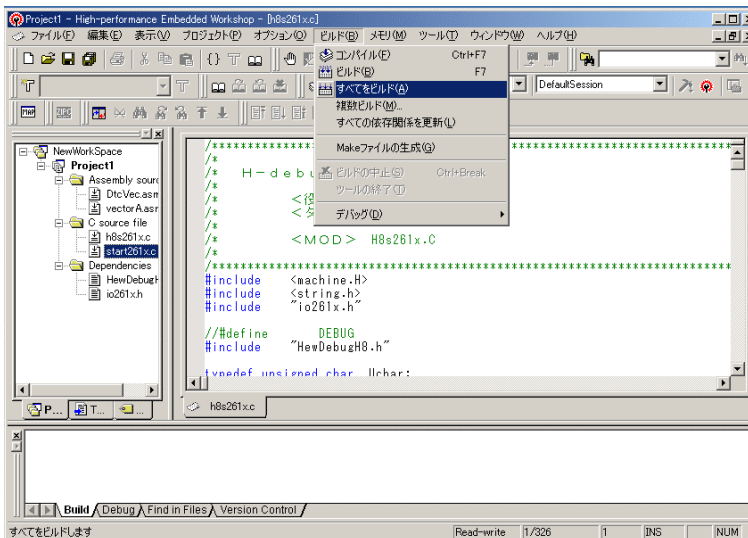 Project1 - High-performance Embedded Workshop - [h8s261x.c]
ファイル(F) 編集(E) 表示(V) プロジェクト(P) オプション(O) ビルド(B) メモリ(M) ツール(T) ウィンドウ(W) ヘルプ(H)
コンパイル(F) Ctrl+F7
ビルド(B) F7
すべてをビルド(A)
複数ビルド(M)...
すべての依存関係を更新(L)
Makeファイルの生成(G)
ビルドの中止(S) Ctrl+Break
ツールの終了(T)
デバッグ(D)
DefaultSession
NewWorkSpace
Project1
Assembly sourc
DtcVec.asm
vectorA.asr
C source file
h8s261x.c
start261x.c
Dependencies
HewDebugH
io261x.h
/*
/* H－debu
/* <役
/* <
/*
/* <MOD> H8s261x.C
/*
#include <machine.H>
#include <string.h>
#include "io261x.h"
//#define DEBUG
#include "HewDebugH8.h"
typedef unsigned char Uchar;
P... T... ...
h8s261x.c
Build Debug Find in Files Version Control
すべてをビルドします Read-write 1/326 1 INS NUM